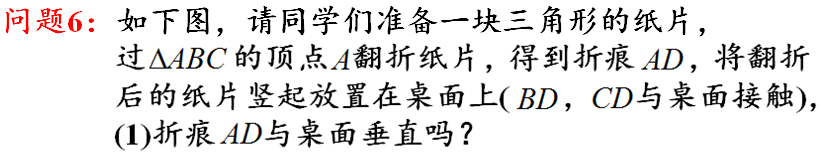 问题6：如下图，请同学们准备一块三角形的纸片，
过ΔABC的顶点A翻折纸片，得到折痕AD，将翻折
后的纸片竖起放置在桌面上(BD，CD与桌面接触)，
(1)折痕AD与桌面垂直吗？